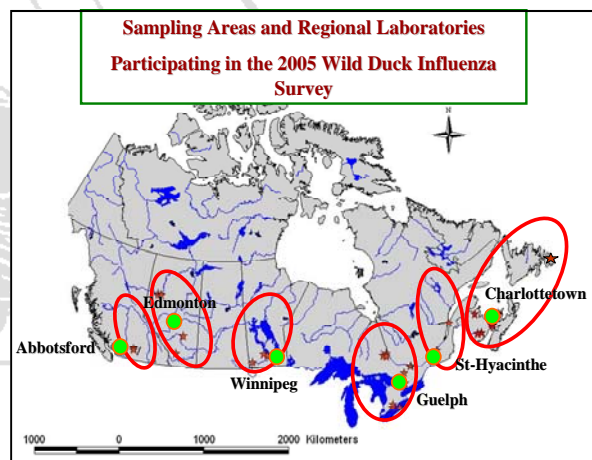 Sampling Areas and Regional Laboratories
Participating in the 2005 Wild Duck Influenza
Survey
N
Charlottetown
Edmonton
Abbotsford
St-Hyacinthe
Winnipeg
Guelph
1000 0 1000 2000 Kilometers